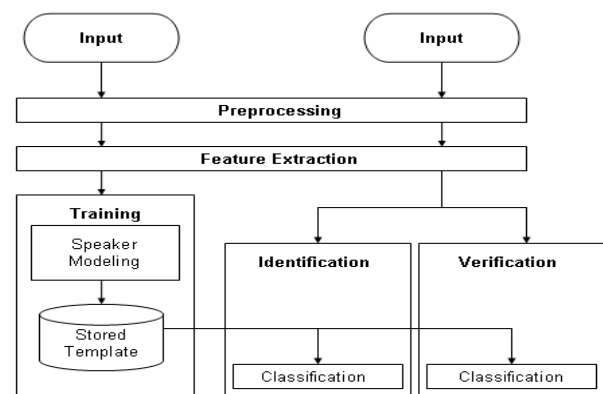 Input
Input
Preprocessing
Feature Extraction
Training
Speaker
Modeling
Stored
Template
Identification
Classification
Verification
Classification